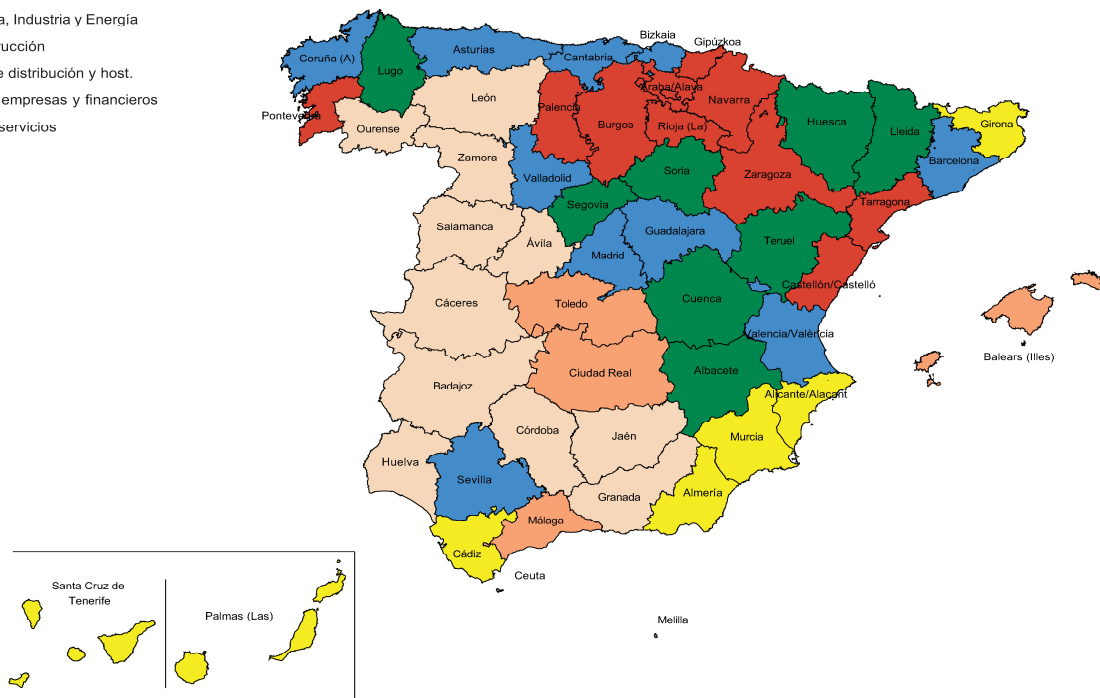 a, Industria y Energía
rucción
e distribución y host.
empresas y financieros
servicios
Bizkaia
Gipúzkoa
Coruña (A)
Asturias
Cantabria
Lugo
Araba/Alava
León
Palencia
Navarra
Pontevedra
Ourense
Burgos
Rioja (La)
Huesca
Lleida
Girona
Zamora
Barcelona
Valladolid
Soria
Zaragoza
Segovia
Tarragona
Salamanca
Ávila
Guadalajara
Teruel
Madrid
Castellón/Castelló
Cáceres
Toledo
Cuenca
Valencia/València
Balears (Illes)
Badajoz
Ciudad Real
Albacete
Alicante/Alacant
Córdoba
Jaén
Murcia
Huelva
Sevilla
Granada
Almería
Málaga
Cádiz
Ceuta
Santa Cruz de
Tenerife
Palmas (Las)
Melilla